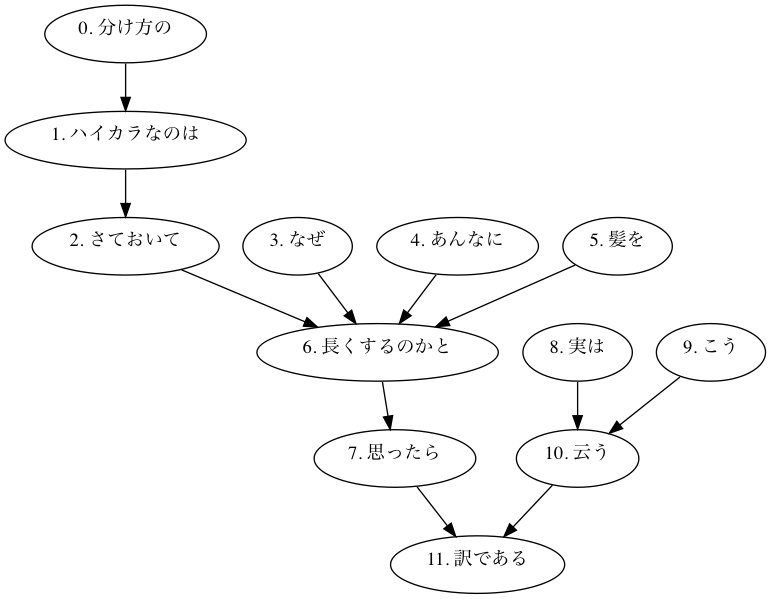 0. 分け方の
1. ハイカラなのは
2. さておいて
3. なぜ
4. あんなに
5. 髪を
6. 長くするのかと
8. 実は
9. こう
7. 思ったら
10. 云う
11. 訳である